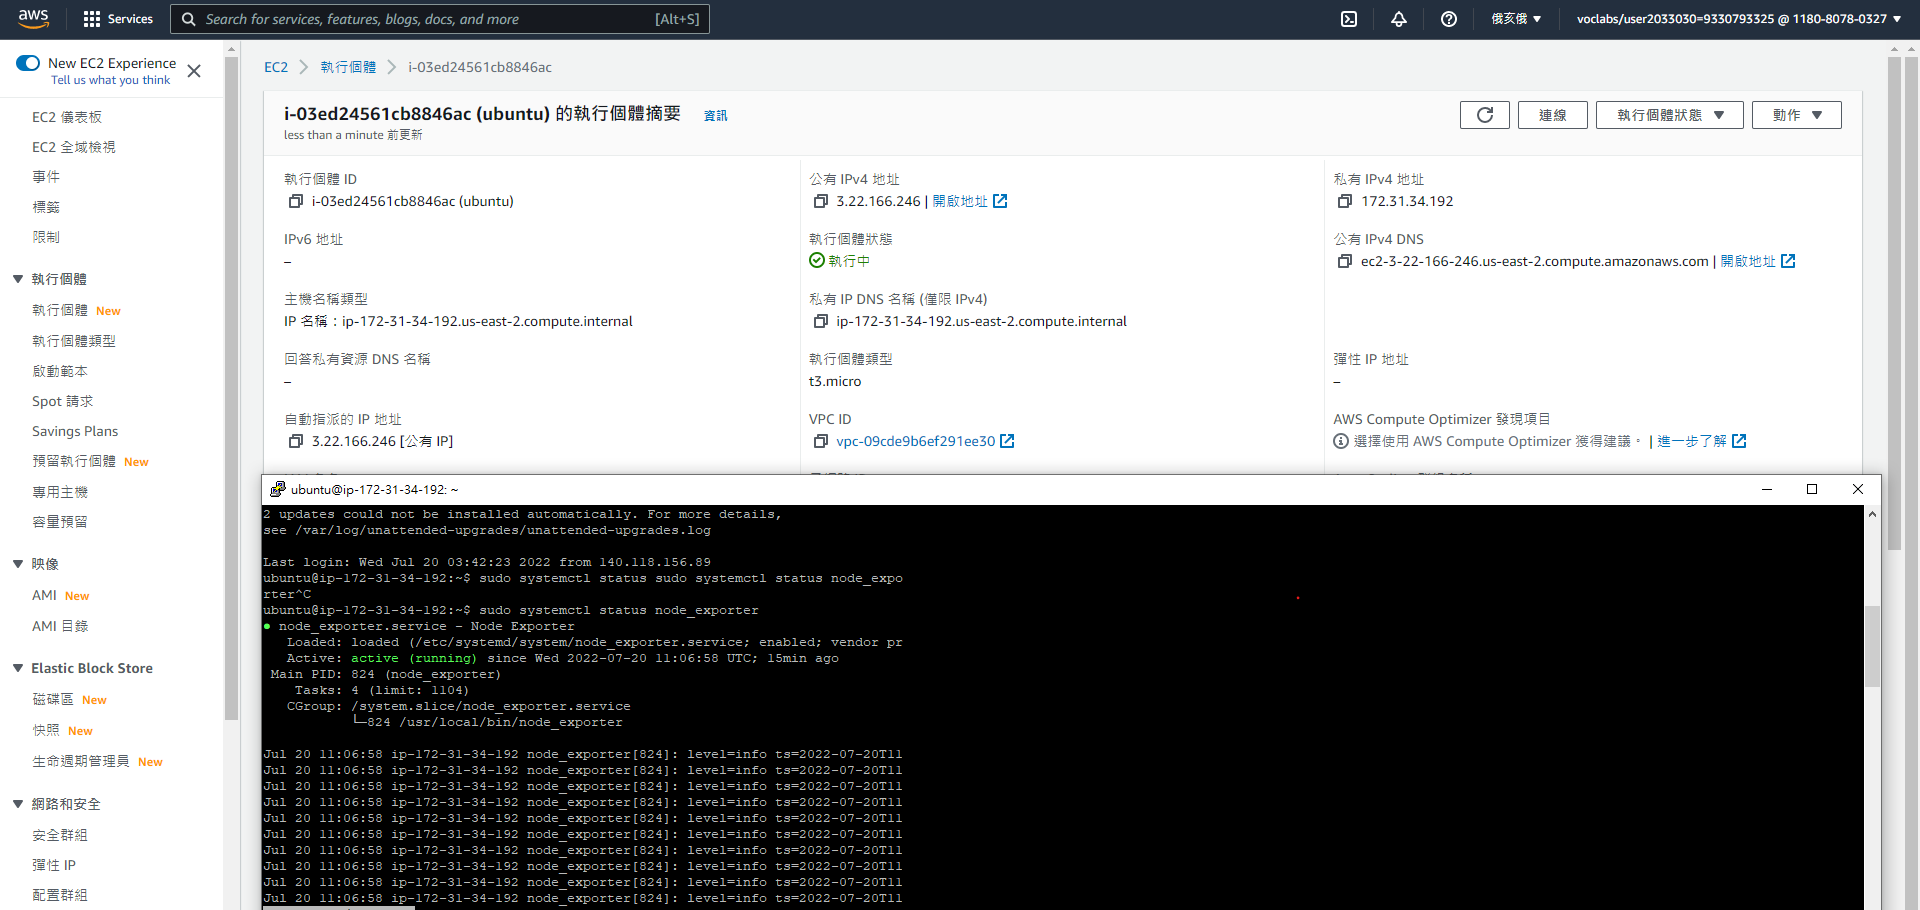 aws
Services
Search for services, features, blogs, docs, and more
[Alt+S]
俄亥俄 ▼
voclabs/user2033030=9330793325 @ 1180-8078-0327 ▼
New EC2 Experience
Tell us what you think
EC2 儀表板
EC2 全域檢視
事件
標籤
限制
執行個體
執行個體 New
執行個體類型
啟動範本
Spot 請求
Savings Plans
預留執行個體 New
專用主機
容量預留
映像
AMI New
AMI 目錄
Elastic Block Store
磁碟區 New
快照 New
生命週期管理員 New
網路和安全
安全群組
彈性 IP
配置群組
EC2 > 執行個體 > i-03ed24561cb8846ac
i-03ed24561cb8846ac (ubuntu) 的執行個體摘要 資訊
less than a minute 前更新
連線
執行個體狀態 ▼
動作 ▼
執行個體 ID
i-03ed24561cb8846ac (ubuntu)
公有 IPv4 地址
3.22.166.246 | 開啟地址
私有 IPv4 地址
172.31.34.192
IPv6 地址
–
執行個體狀態
執行中
公有 IPv4 DNS
ec2-3-22-166-246.us-east-2.compute.amazonaws.com | 開啟地址
主機名稱類型
IP 名稱：ip-172-31-34-192.us-east-2.compute.internal
私有 IP DNS 名稱 (僅限 IPv4)
ip-172-31-34-192.us-east-2.compute.internal
回答私有資源 DNS 名稱
–
執行個體類型
t3.micro
彈性 IP 地址
–
自動指派的 IP 地址
3.22.166.246 [公有 IP]
VPC ID
vpc-09cde9b6ef291ee30
AWS Compute Optimizer 發現項目
選擇使用 AWS Compute Optimizer 獲得建議。 | 進一步了解
ubuntu@ip-172-31-34-192: ~
2 updates could not be installed automatically. For more details,
see /var/log/unattended-upgrades/unattended-upgrades.log
Last login: Wed Jul 20 03:42:23 2022 from 140.118.156.89
ubuntu@ip-172-31-34-192:~$ sudo systemctl status sudo systemctl status node_expo
rter^C
ubuntu@ip-172-31-34-192:~$ sudo systemctl status node_exporter
● node_exporter.service - Node Exporter
Loaded: loaded (/etc/systemd/system/node_exporter.service; enabled; vendor pr
Active: active (running) since Wed 2022-07-20 11:06:58 UTC; 15min ago
Main PID: 824 (node_exporter)
Tasks: 4 (limit: 1104)
CGroup: /system.slice/node_exporter.service
└─824 /usr/local/bin/node_exporter
Jul 20 11:06:58 ip-172-31-34-192 node_exporter[824]: level=info ts=2022-07-20T11
Jul 20 11:06:58 ip-172-31-34-192 node_exporter[824]: level=info ts=2022-07-20T11
Jul 20 11:06:58 ip-172-31-34-192 node_exporter[824]: level=info ts=2022-07-20T11
Jul 20 11:06:58 ip-172-31-34-192 node_exporter[824]: level=info ts=2022-07-20T11
Jul 20 11:06:58 ip-172-31-34-192 node_exporter[824]: level=info ts=2022-07-20T11
Jul 20 11:06:58 ip-172-31-34-192 node_exporter[824]: level=info ts=2022-07-20T11
Jul 20 11:06:58 ip-172-31-34-192 node_exporter[824]: level=info ts=2022-07-20T11
Jul 20 11:06:58 ip-172-31-34-192 node_exporter[824]: level=info ts=2022-07-20T11
Jul 20 11:06:58 ip-172-31-34-192 node_exporter[824]: level=info ts=2022-07-20T11
Jul 20 11:06:58 ip-172-31-34-192 node_exporter[824]: level=info ts=2022-07-20T11